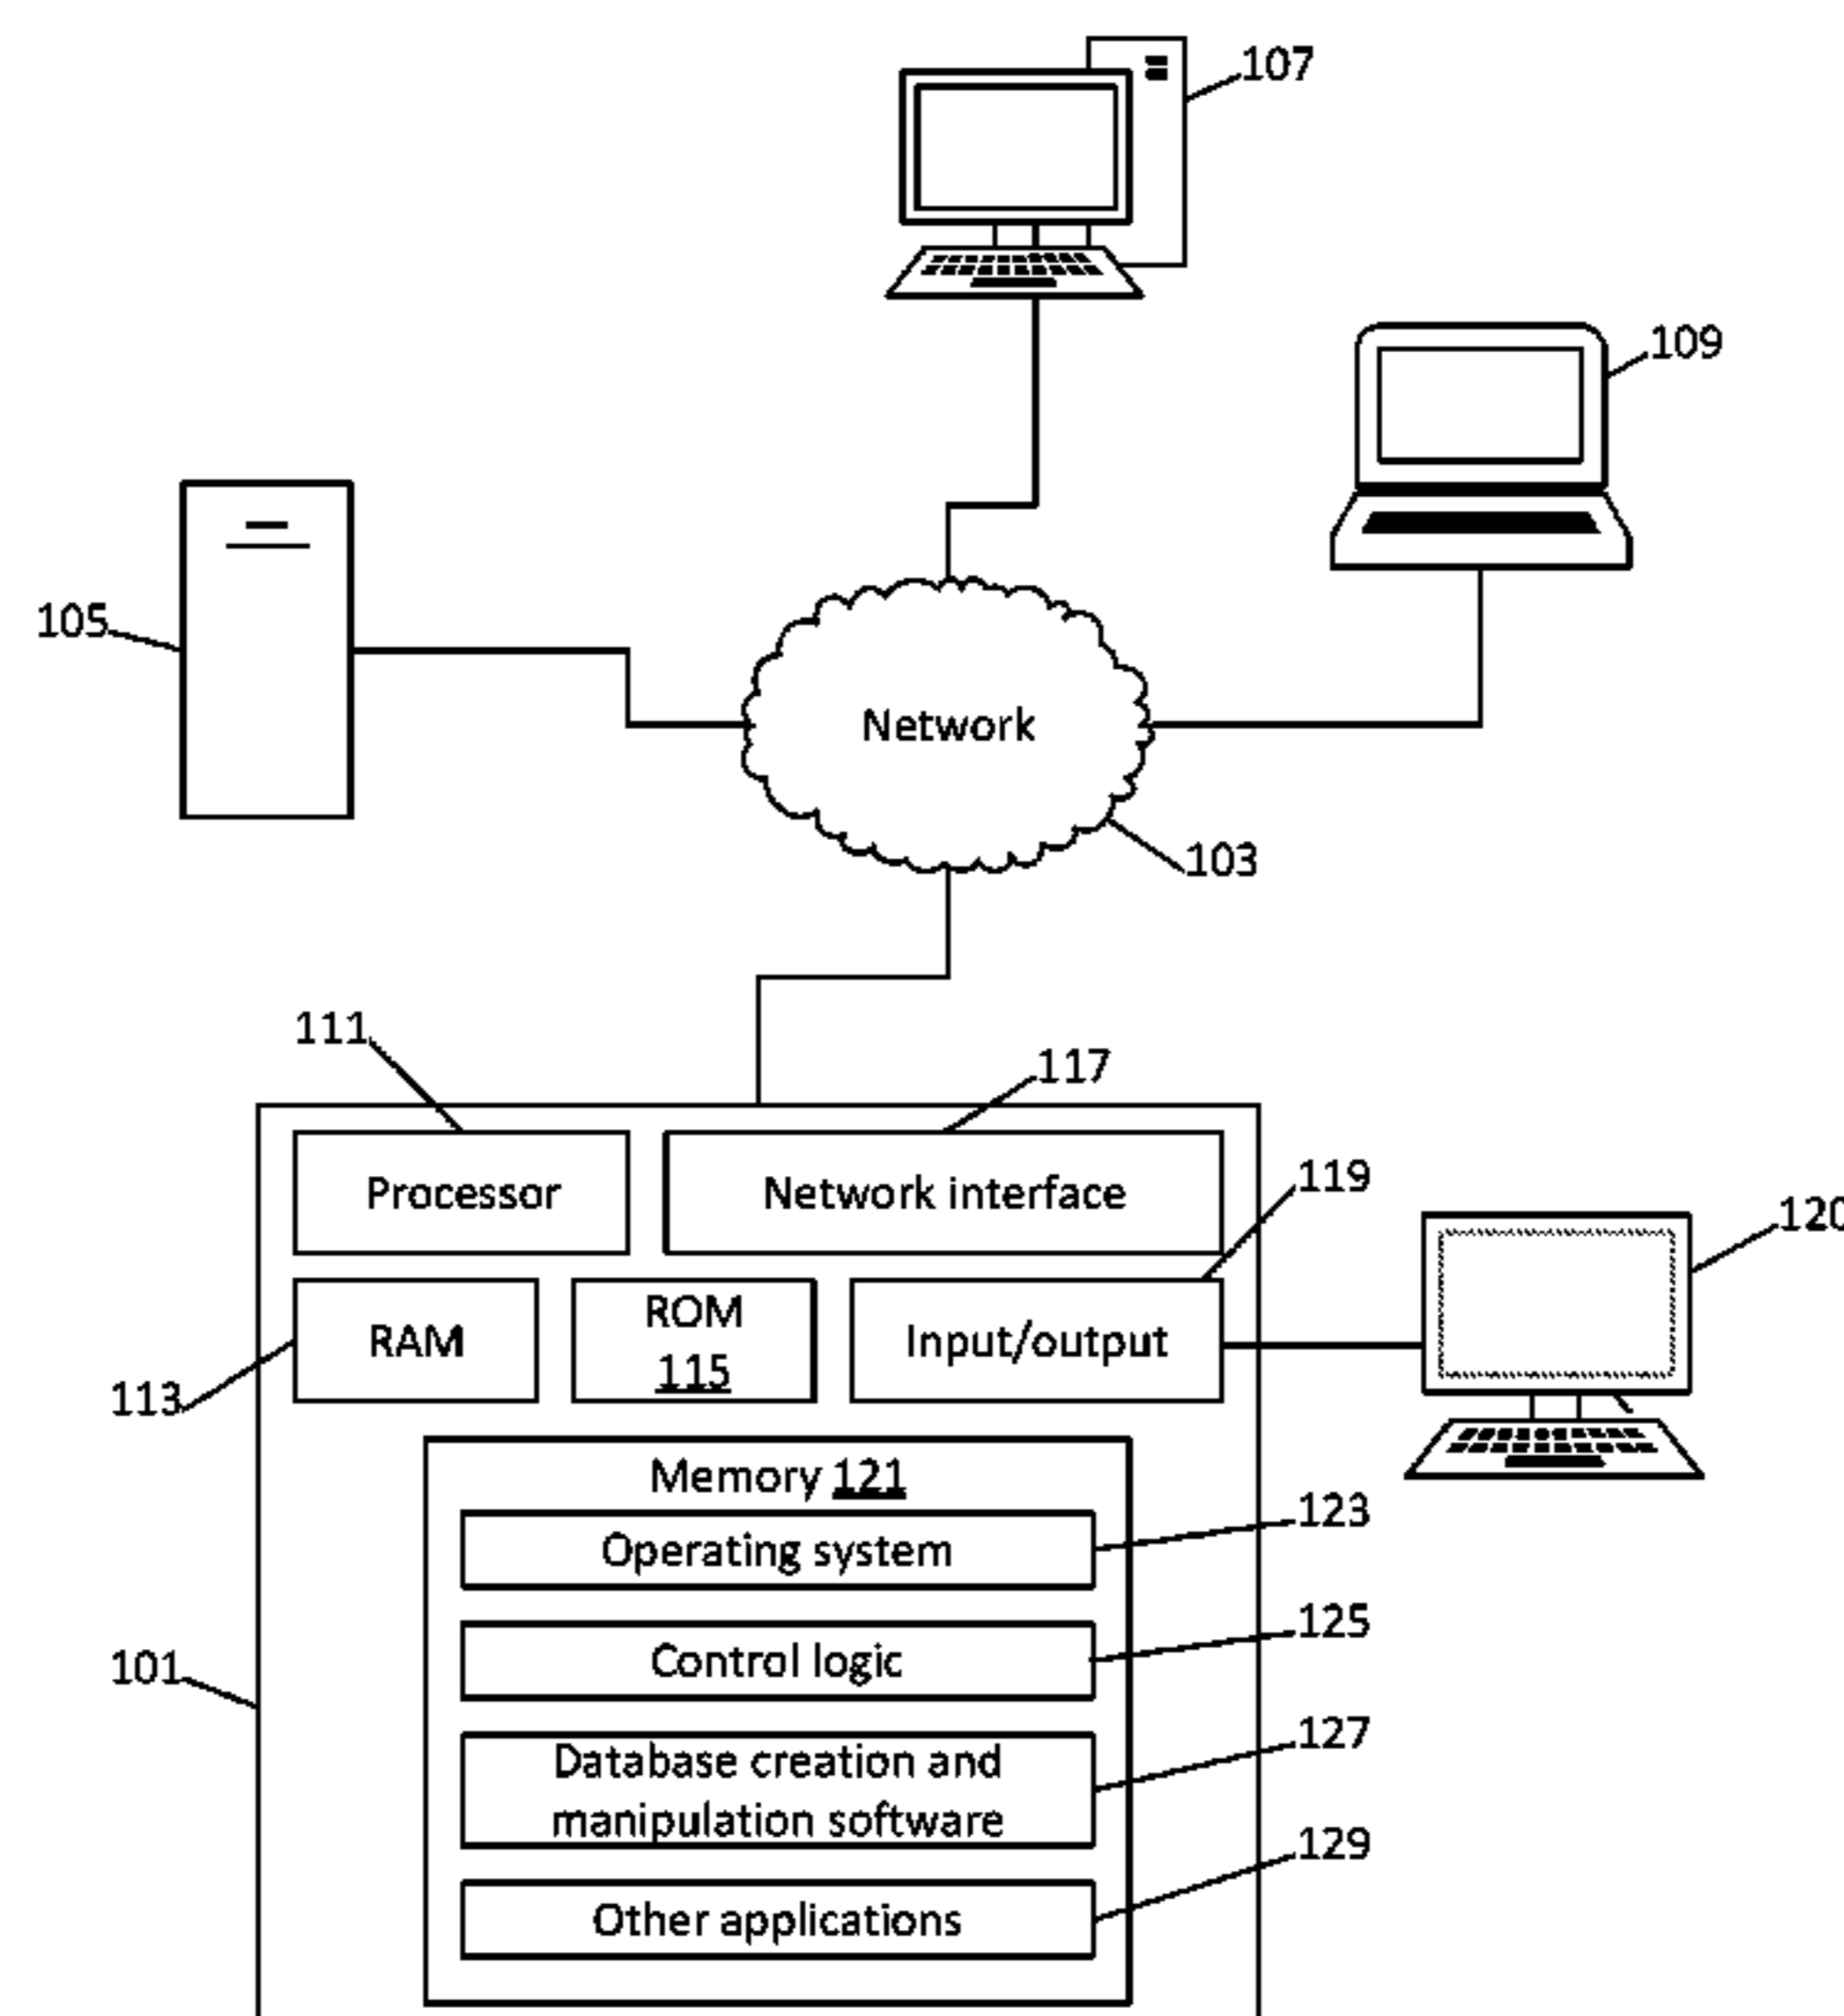 107
109
105
Network
103
111
117
Processor
Network interface
119
120
RAM
ROM
115
Input/output
113
Memory 121
Operating system
123
Control logic
125
101
Database creation and
manipulation software
127
Other applications
129